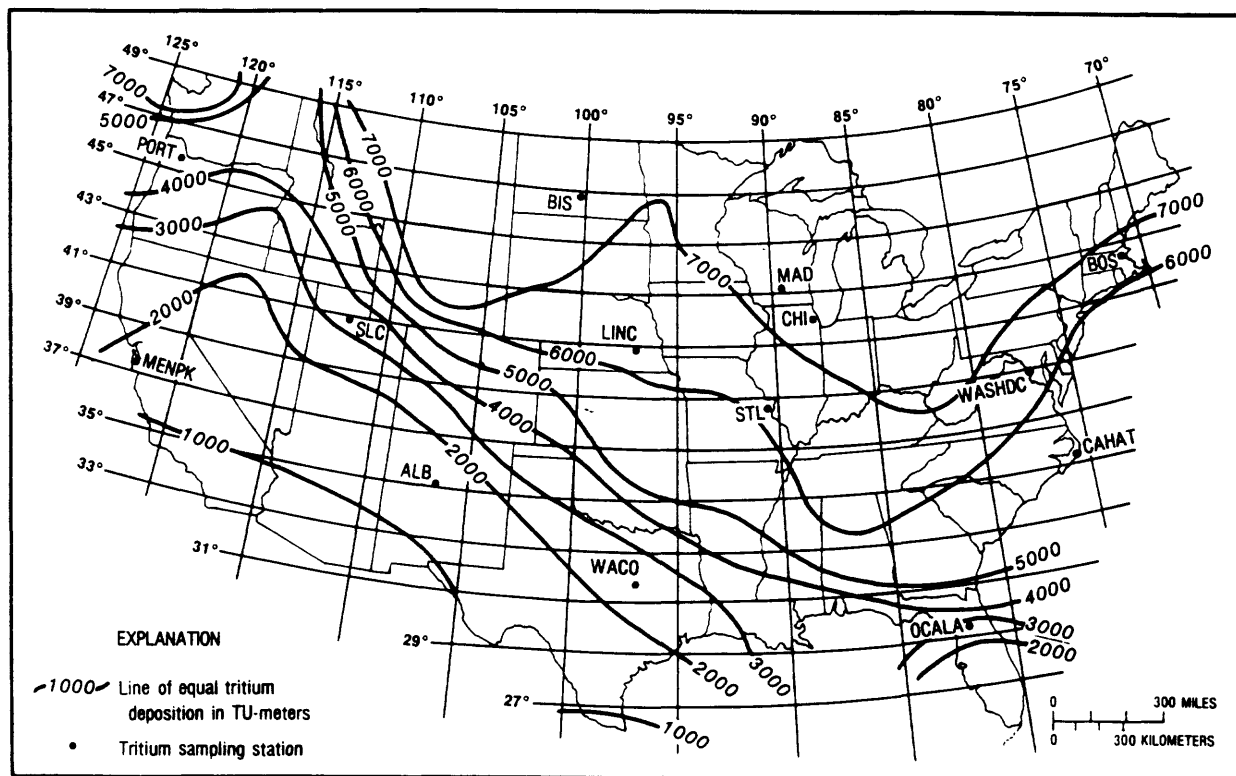 125°
120°
115°
110°
105°
100°
95°
90°
85°
80°
75°
70°
49°
47°
45°
43°
41°
39°
37°
35°
33°
31°
29°
27°
7000
5000
PORT
4000
3000
2000
MENPK
1000
7000
6000
5000
SLC
BIS
7000
MAD
CHI
LINC
6000
5000
4000
STL
ALB
2000
WACO
2000
3000
1000
7000
BOS
6000
WASHDC
CAHAT
5000
4000
OCALA
3000
2000
EXPLANATION
1000 Line of equal tritium
deposition in TU-meters
Tritium sampling station
0 300 MILES
0 300 KILOMETERS